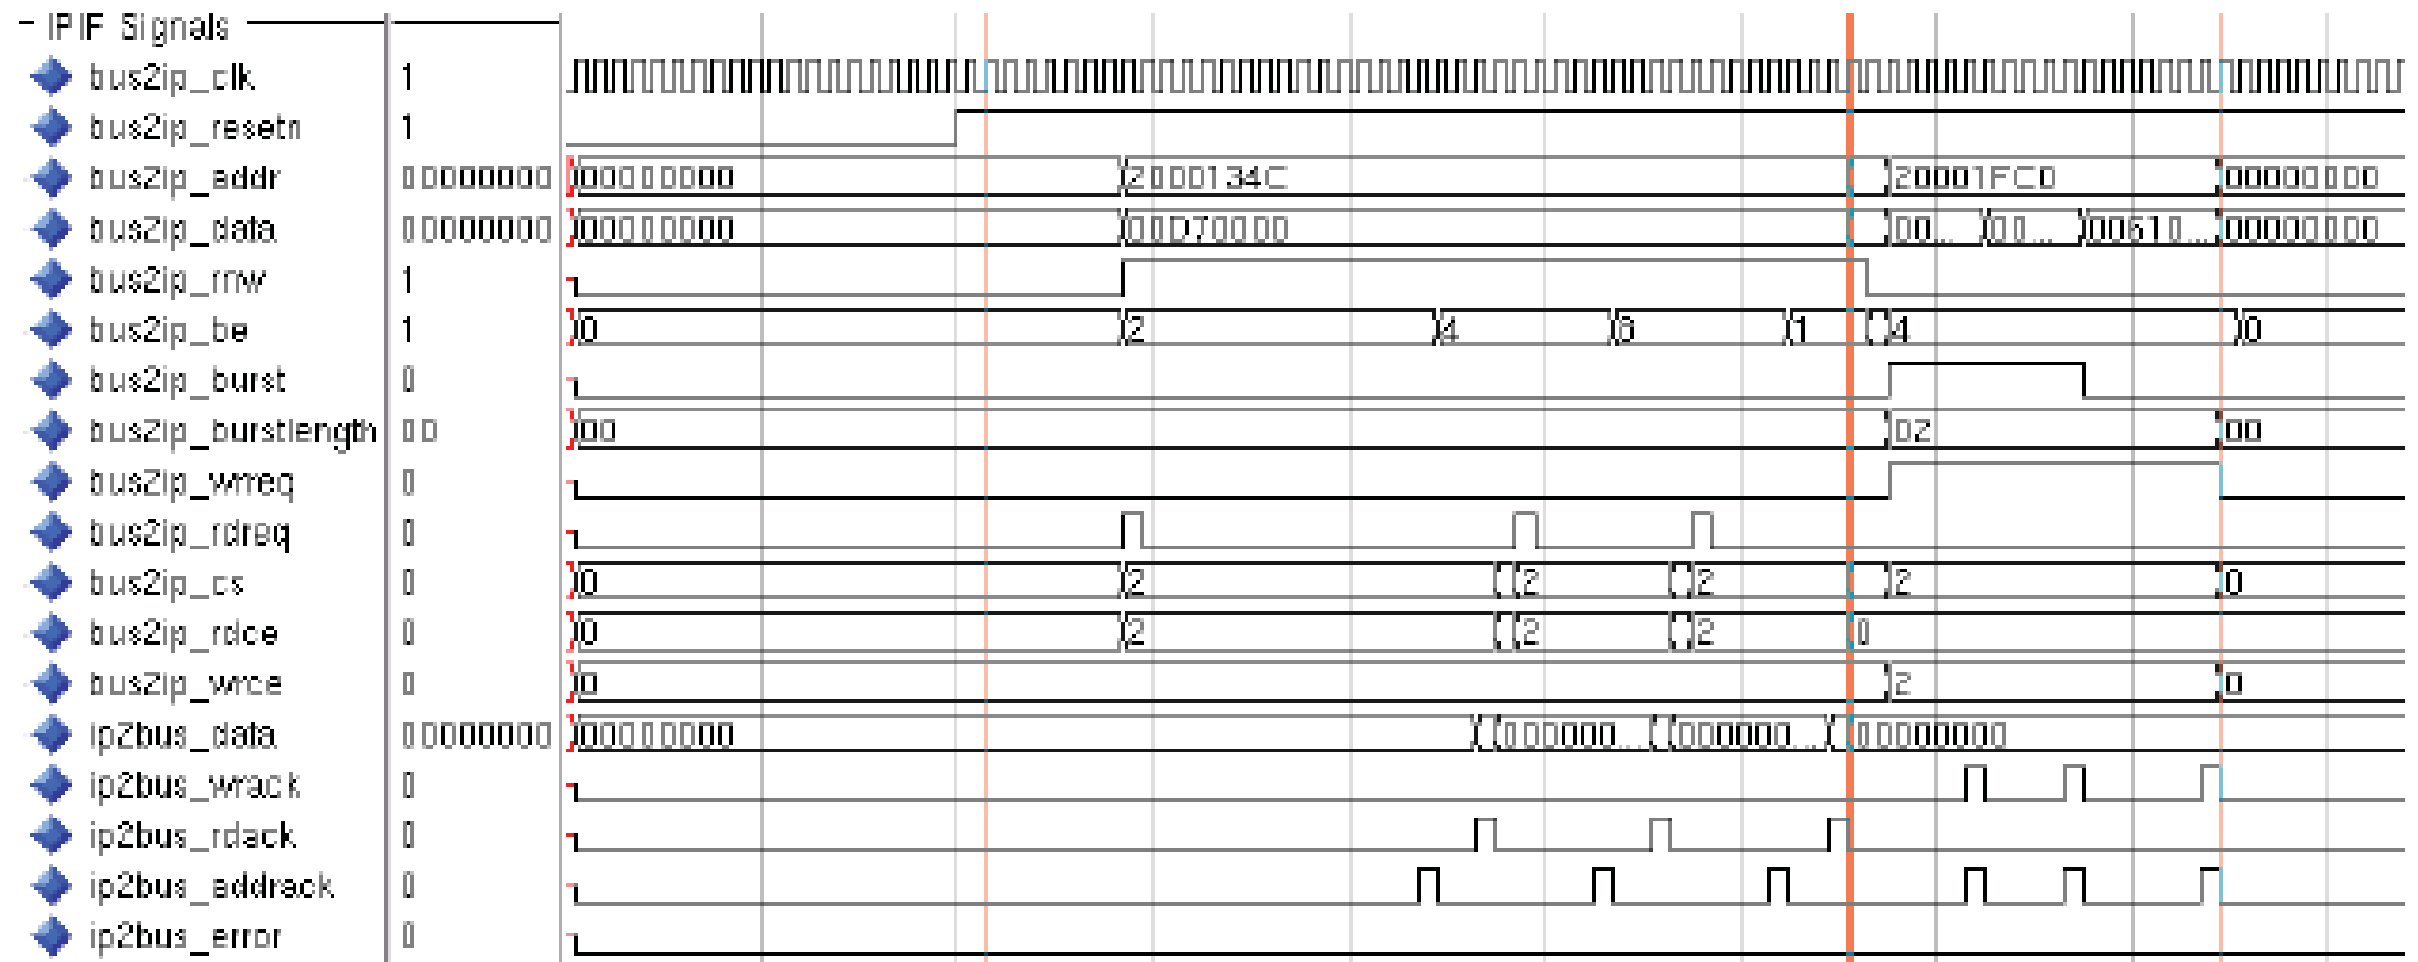 IPIF Signals
bus2ip_clk 1
bus2ip_resetn 1
bus2ip_addr 00000000 00000000 2000134C 20001FC0 00000000
bus2ip_data 00000000 00000000 00D70000 00... 00... 00610... 00000000
bus2ip_rnw 1
bus2ip_be 1 0 2 4 8 1 4 0
bus2ip_burst 0
bus2ip_burstlength 00 00 02 00
bus2ip_wrreq 0
bus2ip_rdreq 0
bus2ip_cs 0 0 2 2 2 2 0
bus2ip_rdce 0 0 2 2 2 0
bus2ip_wrce 0 0 2 0
ip2bus_data 00000000 00000000 000000... 000000... 00000000
ip2bus_wrack 0
ip2bus_rdack 0
ip2bus_addrack 0
ip2bus_error 0